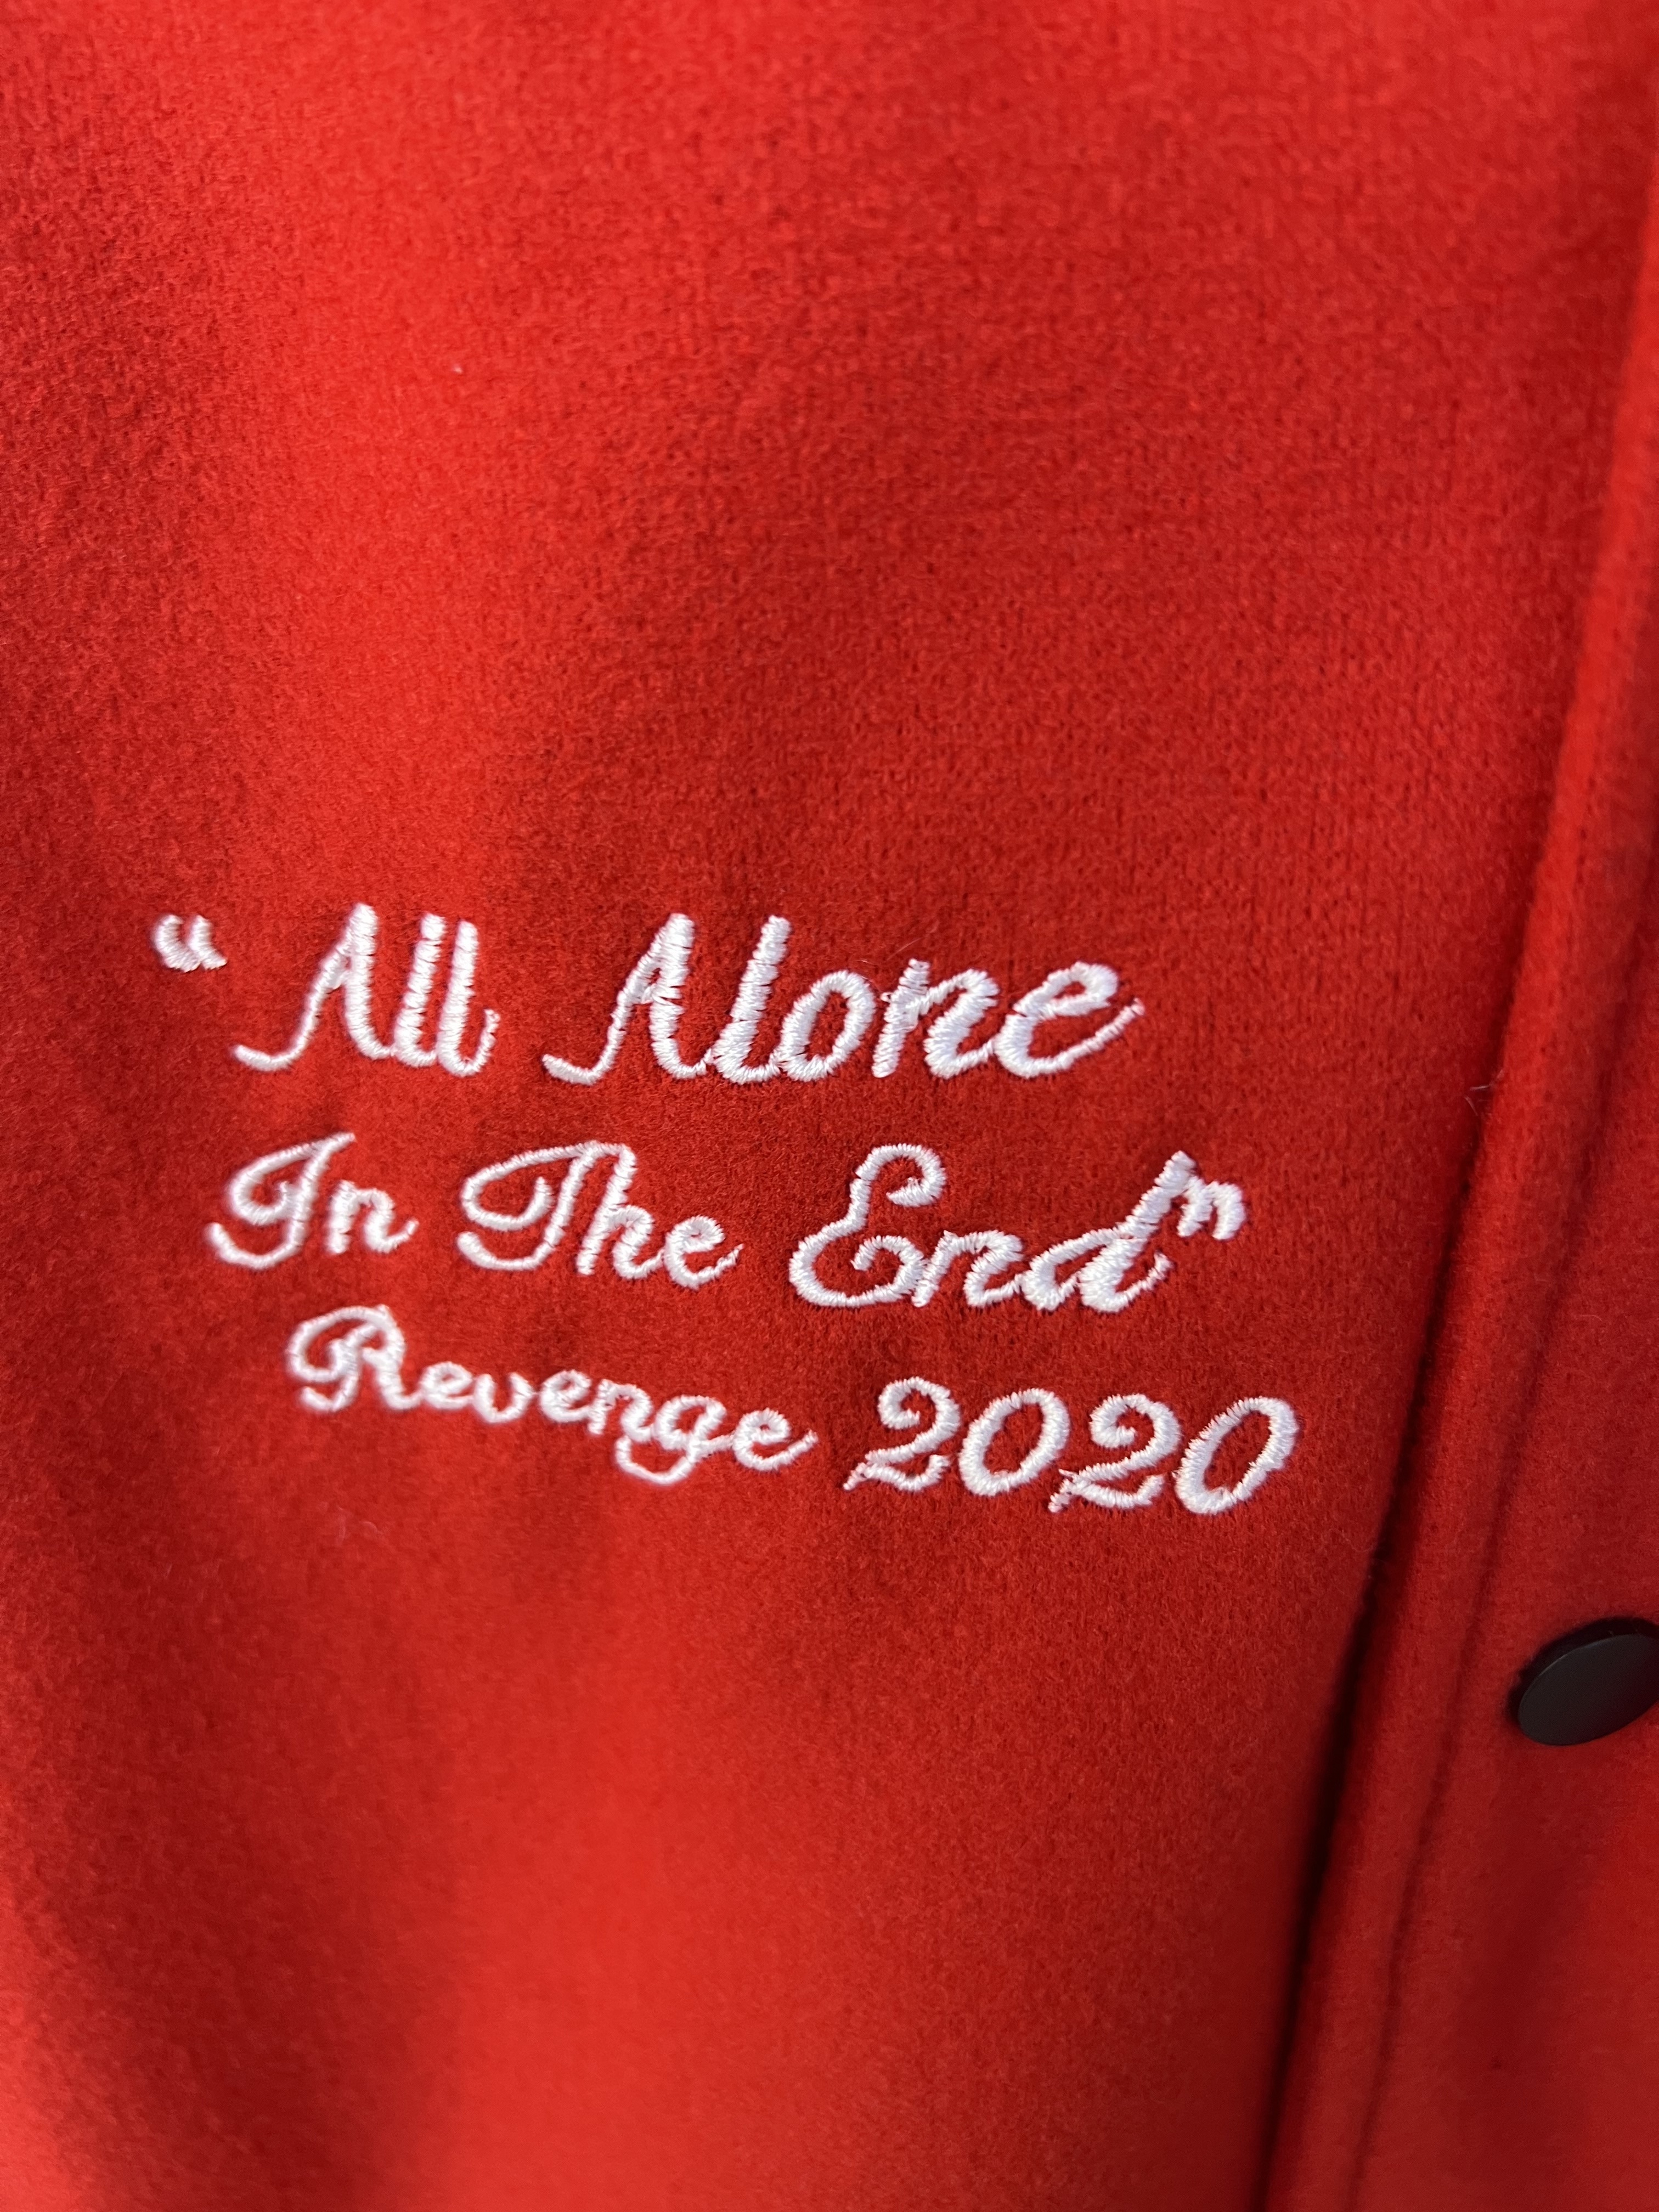 “All Alone
In The End”
Revenge 2020